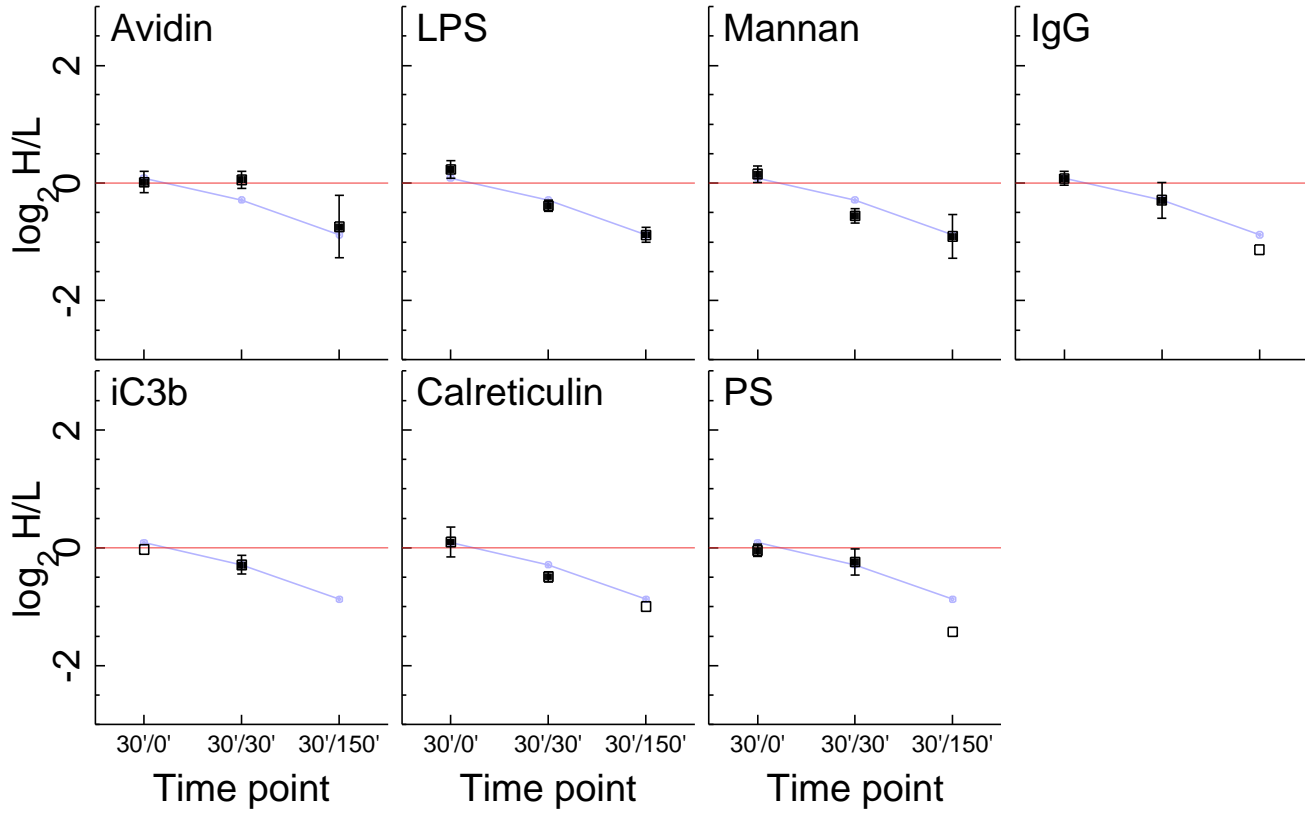 Avidin LPS Mannan IgG
2
0
-2
log2 H/L
iC3b Calreticulin PS
2
0
-2
log2 H/L
30'/0' 30'/30' 30'/150' 30'/0' 30'/30' 30'/150' 30'/0' 30'/30' 30'/150'
Time point Time point Time point